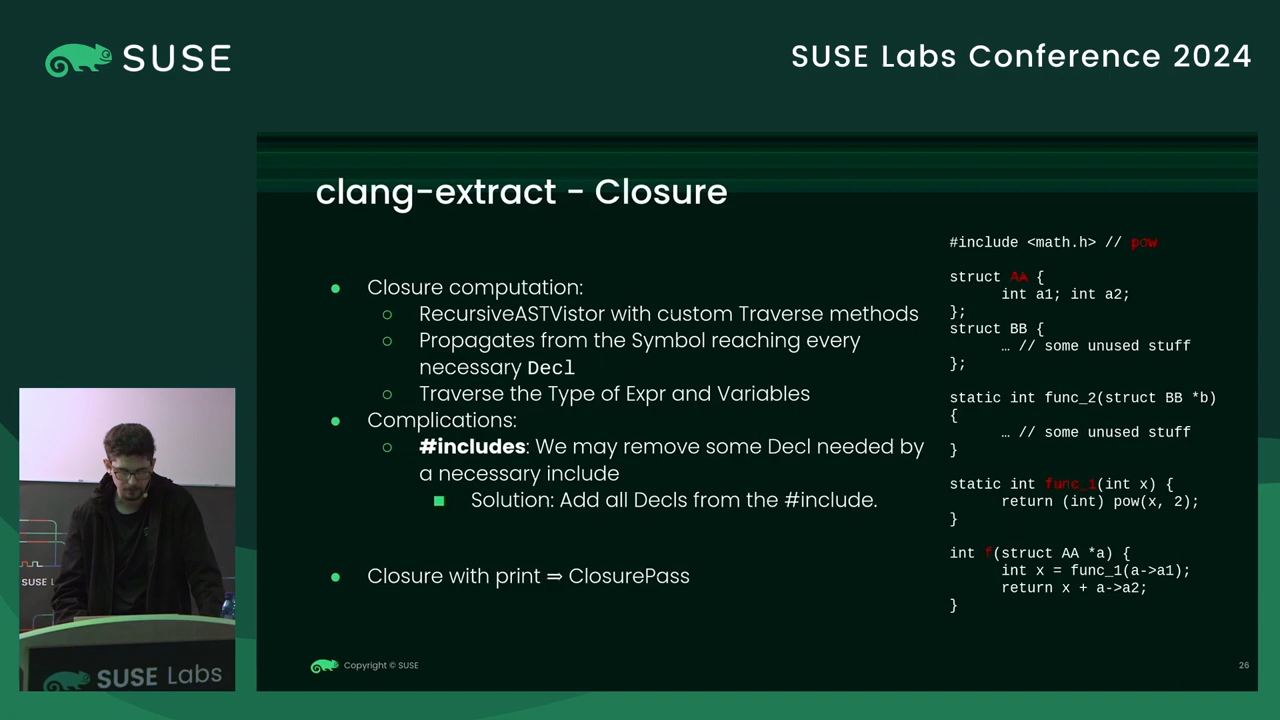 SUSE
SUSE Labs Conference 2024
clang-extract - Closure
● Closure computation:
○ RecursiveASTVistor with custom Traverse methods
○ Propagates from the Symbol reaching every
necessary Decl
○ Traverse the Type of Expr and Variables
● Complications:
○ #includes: We may remove some Decl needed by
a necessary include
■ Solution: Add all Decls from the #include.
● Closure with print ⇒ ClosurePass
#include <math.h> // pow
struct AA {
int a1; int a2;
};
struct BB {
… // some unused stuff
};
static int func_2(struct BB *b)
{
… // some unused stuff
}
static int func_1(int x) {
return (int) pow(x, 2);
}
int f(struct AA *a) {
int x = func_1(a->a1);
return x + a->a2;
}
Copyright © SUSE
26
SUSE L
SUSE Labs